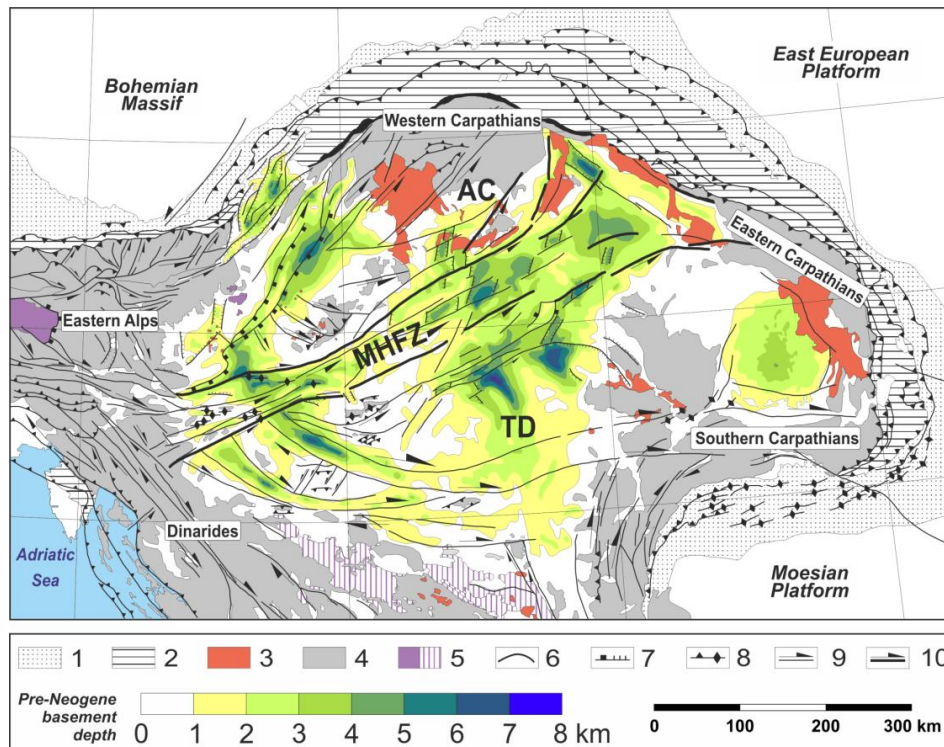 Bohemian
Massif
East European
Platform
Western Carpathians
AC
Eastern
Carpathians
Eastern Alps
MHFZ
TD
Southern Carpathians
Dinarides
Adriatic
Sea
Moesian
Platform
1 2 3 4 5 6 7 8 9 10
Pre-Neogene
basement
depth
0 1 2 3 4 5 6 7 8 km
0 100 200 300 km